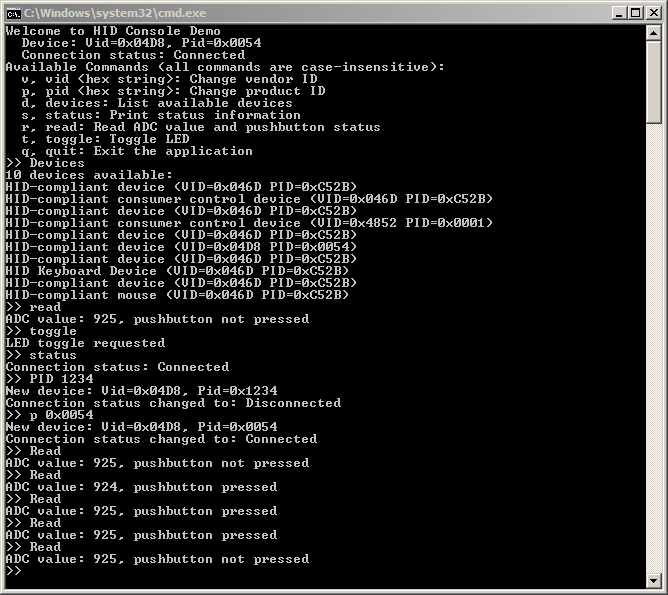 C:\Windows\system32\cmd.exe
Welcome to HID Console Demo
  Device: Vid=0x04D8, Pid=0x0054
  Connection status: Connected
Available Commands (all commands are case-insensitive):
  v, vid <hex string>: Change vendor ID
  p, pid <hex string>: Change product ID
  d, devices: List available devices
  s, status: Print status information
  r, read: Read ADC value and pushbutton status
  t, toggle: Toggle LED
  q, quit: Exit the application
>> Devices
10 devices available:
HID-compliant device (VID=0x046D PID=0xC52B)
HID-compliant consumer control device (VID=0x046D PID=0xC52B)
HID-compliant device (VID=0x046D PID=0xC52B)
HID-compliant consumer control device (VID=0x4852 PID=0x0001)
HID-compliant device (VID=0x046D PID=0xC52B)
HID-compliant device (VID=0x04D8 PID=0x0054)
HID-compliant device (VID=0x046D PID=0xC52B)
HID Keyboard Device (VID=0x046D PID=0xC52B)
HID-compliant device (VID=0x046D PID=0xC52B)
HID-compliant mouse (VID=0x046D PID=0xC52B)
>> read
ADC value: 925, pushbutton not pressed
>> toggle
LED toggle requested
>> status
Connection status: Connected
>> PID 1234
New device: Vid=0x04D8, Pid=0x1234
Connection status changed to: Disconnected
>> p 0x0054
New device: Vid=0x04D8, Pid=0x0054
Connection status changed to: Connected
>> Read
ADC value: 925, pushbutton not pressed
>> Read
ADC value: 924, pushbutton pressed
>> Read
ADC value: 925, pushbutton pressed
>> Read
ADC value: 925, pushbutton pressed
>> Read
ADC value: 925, pushbutton not pressed
>>